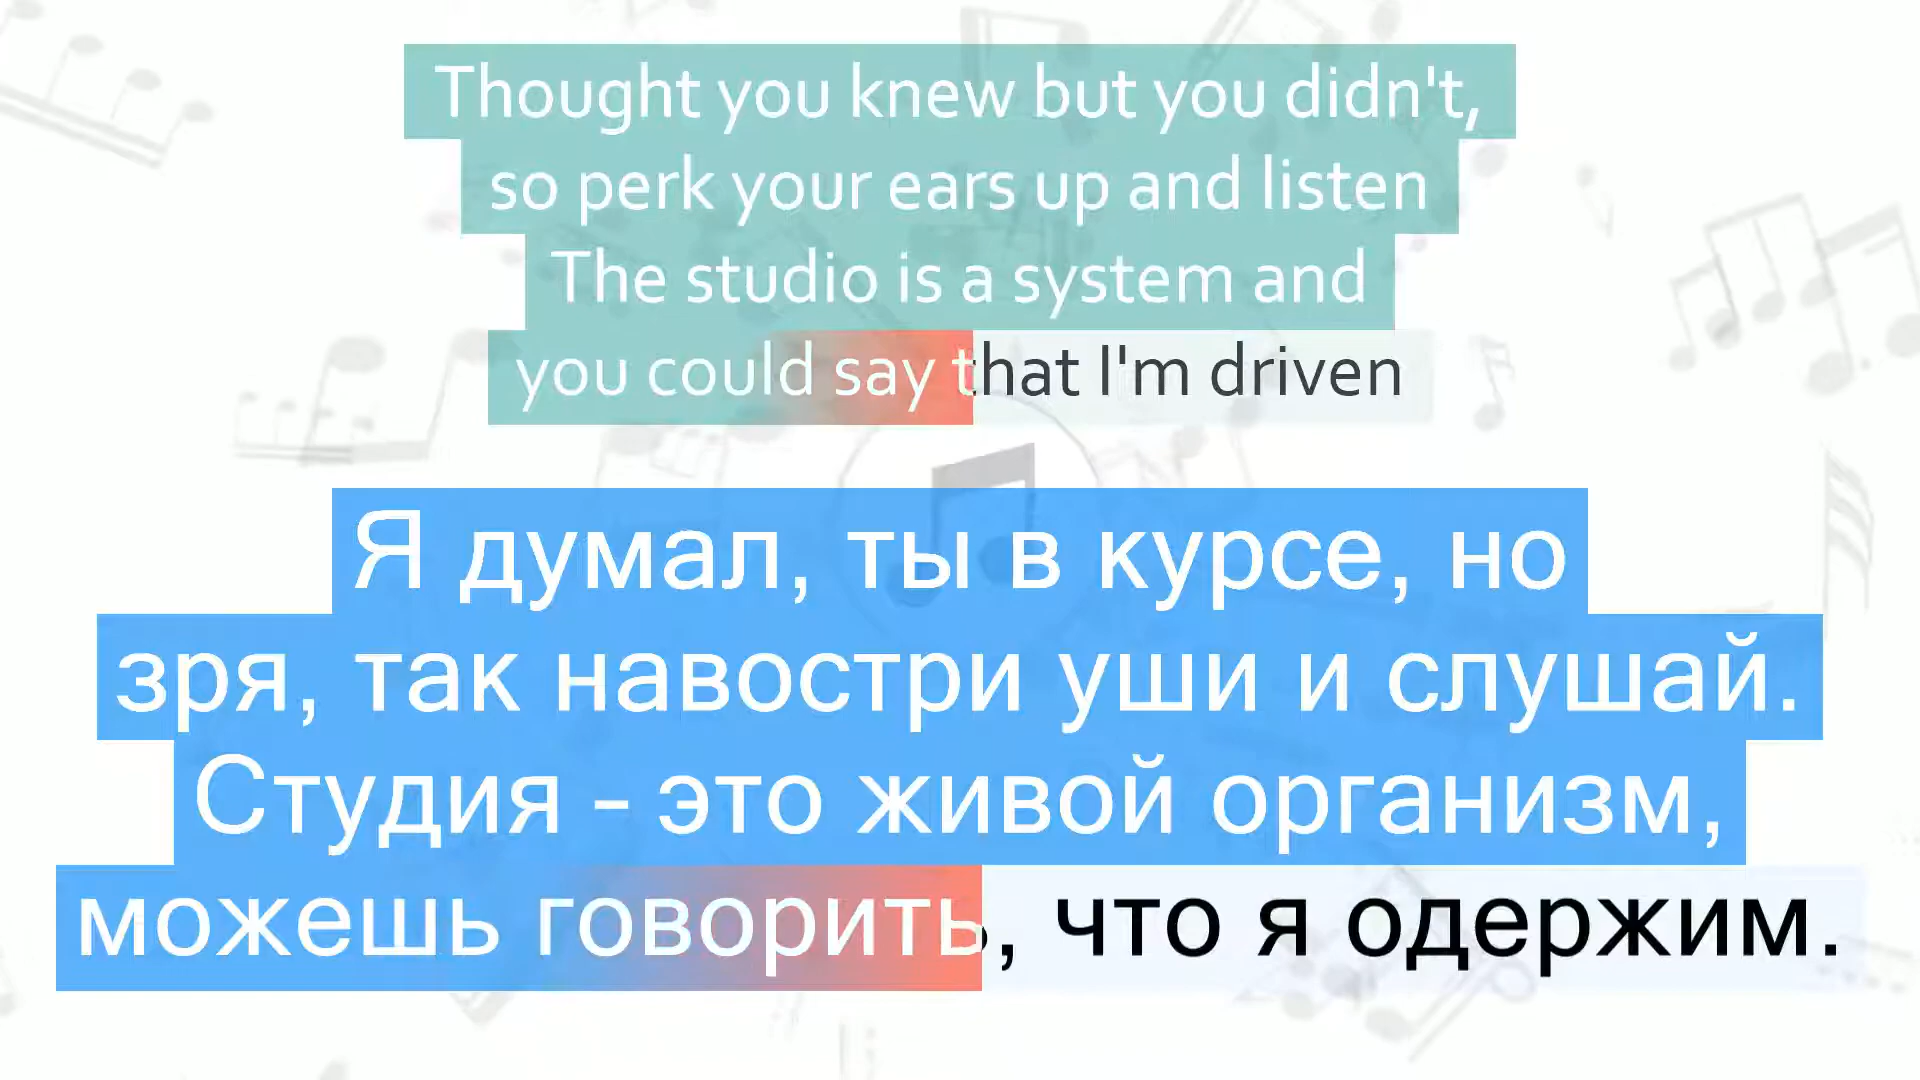 Thought you knew but you didn't,
so perk your ears up and listen
The studio is a system and
you could say that I'm driven
Я думал, ты в курсе, но
зря, так навостри уши и слушай.
Студия - это живой организм,
можешь говорить, что я одержим.